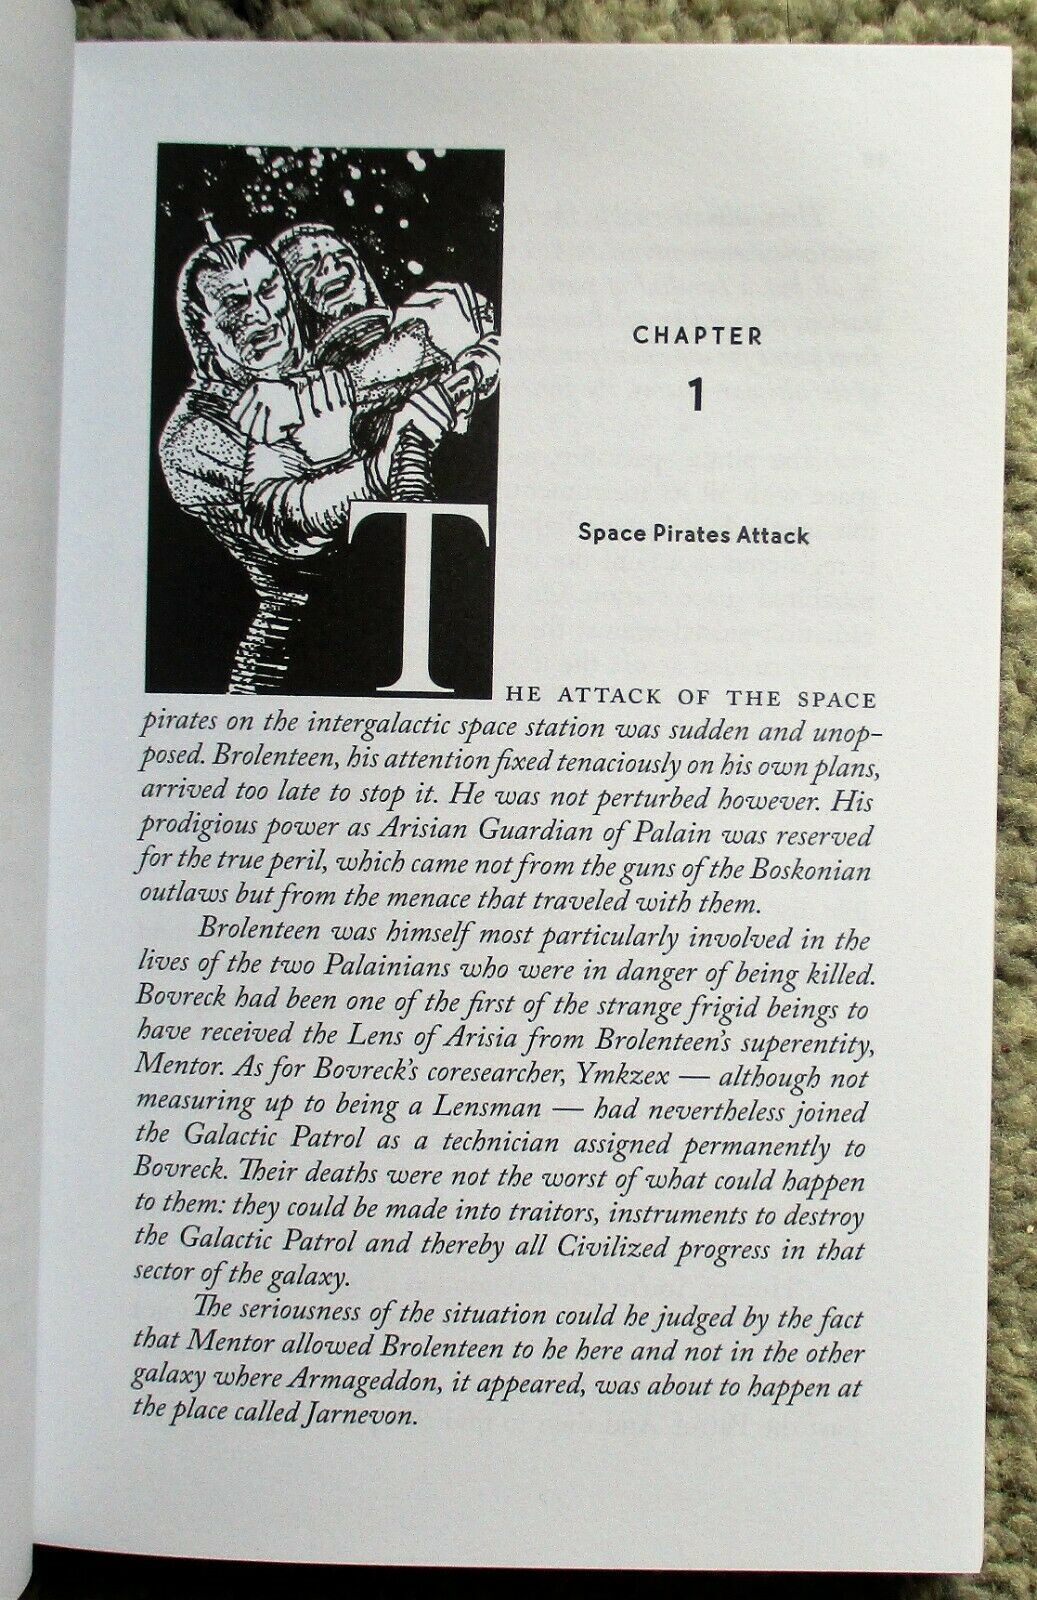 CHAPTER
1
Space Pirates Attack
THE ATTACK OF THE SPACE
pirates on the intergalactic space station was sudden and unop-
posed. Brolenteen, his attention fixed tenaciously on his own plans,
arrived too late to stop it. He was not perturbed however. His
prodigious power as Arisian Guardian of Palain was reserved
for the true peril, which came not from the guns of the Boskonian
outlaws but from the menace that traveled with them.
Brolenteen was himself most particularly involved in the
lives of the two Palainians who were in danger of being killed.
Bovreck had been one of the first of the strange frigid beings to
have received the Lens of Arisia from Brolenteen's superentity,
Mentor. As for Bovreck's coresearcher, Ymkzex — although not
measuring up to being a Lensman — had nevertheless joined
the Galactic Patrol as a technician assigned permanently to
Bovreck. Their deaths were not the worst of what could happen
to them: they could be made into traitors, instruments to destroy
the Galactic Patrol and thereby all Civilized progress in that
sector of the galaxy.
The seriousness of the situation could he judged by the fact
that Mentor allowed Brolenteen to he here and not in the other
galaxy where Armageddon, it appeared, was about to happen at
the place called Jarnevon.